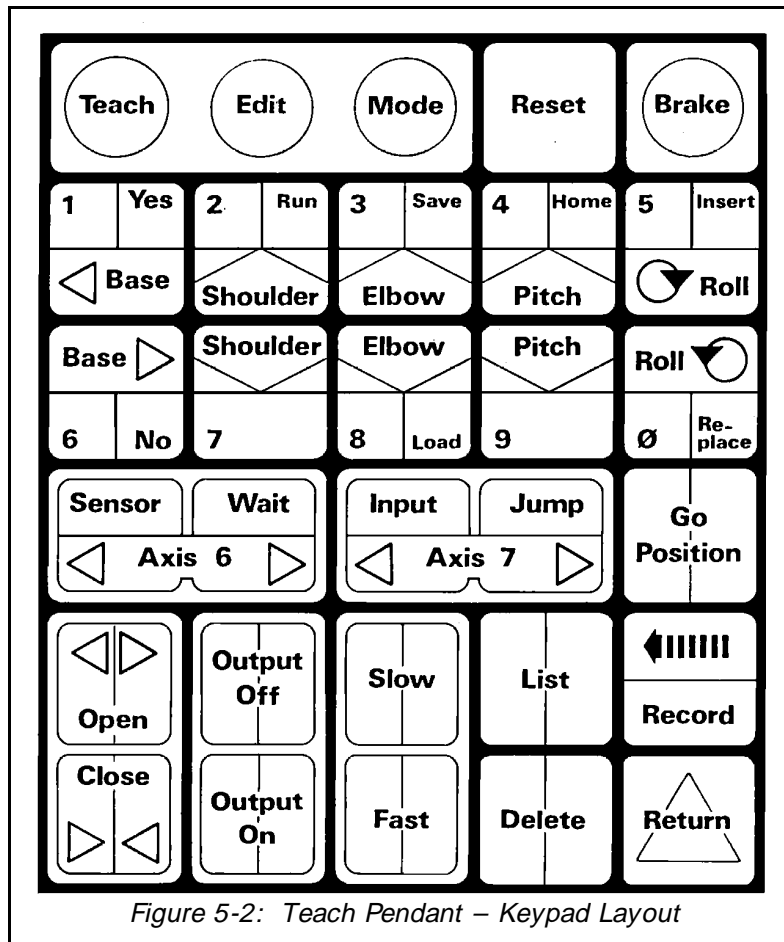 Teach Edit Mode Reset Brake
1 Yes 2 Run 3 Save 4 Home 5 Insert
Base Shoulder Elbow Pitch Roll
Base Shoulder Elbow Pitch Roll
6 No 7 8 Load 9 Ø Re-
place
Sensor Wait Input Jump Go
Position
Axis 6 Axis 7
Open Output
Off Slow List Record
Close Output
On Fast Delete Return
Figure 5-2: Teach Pendant – Keypad Layout